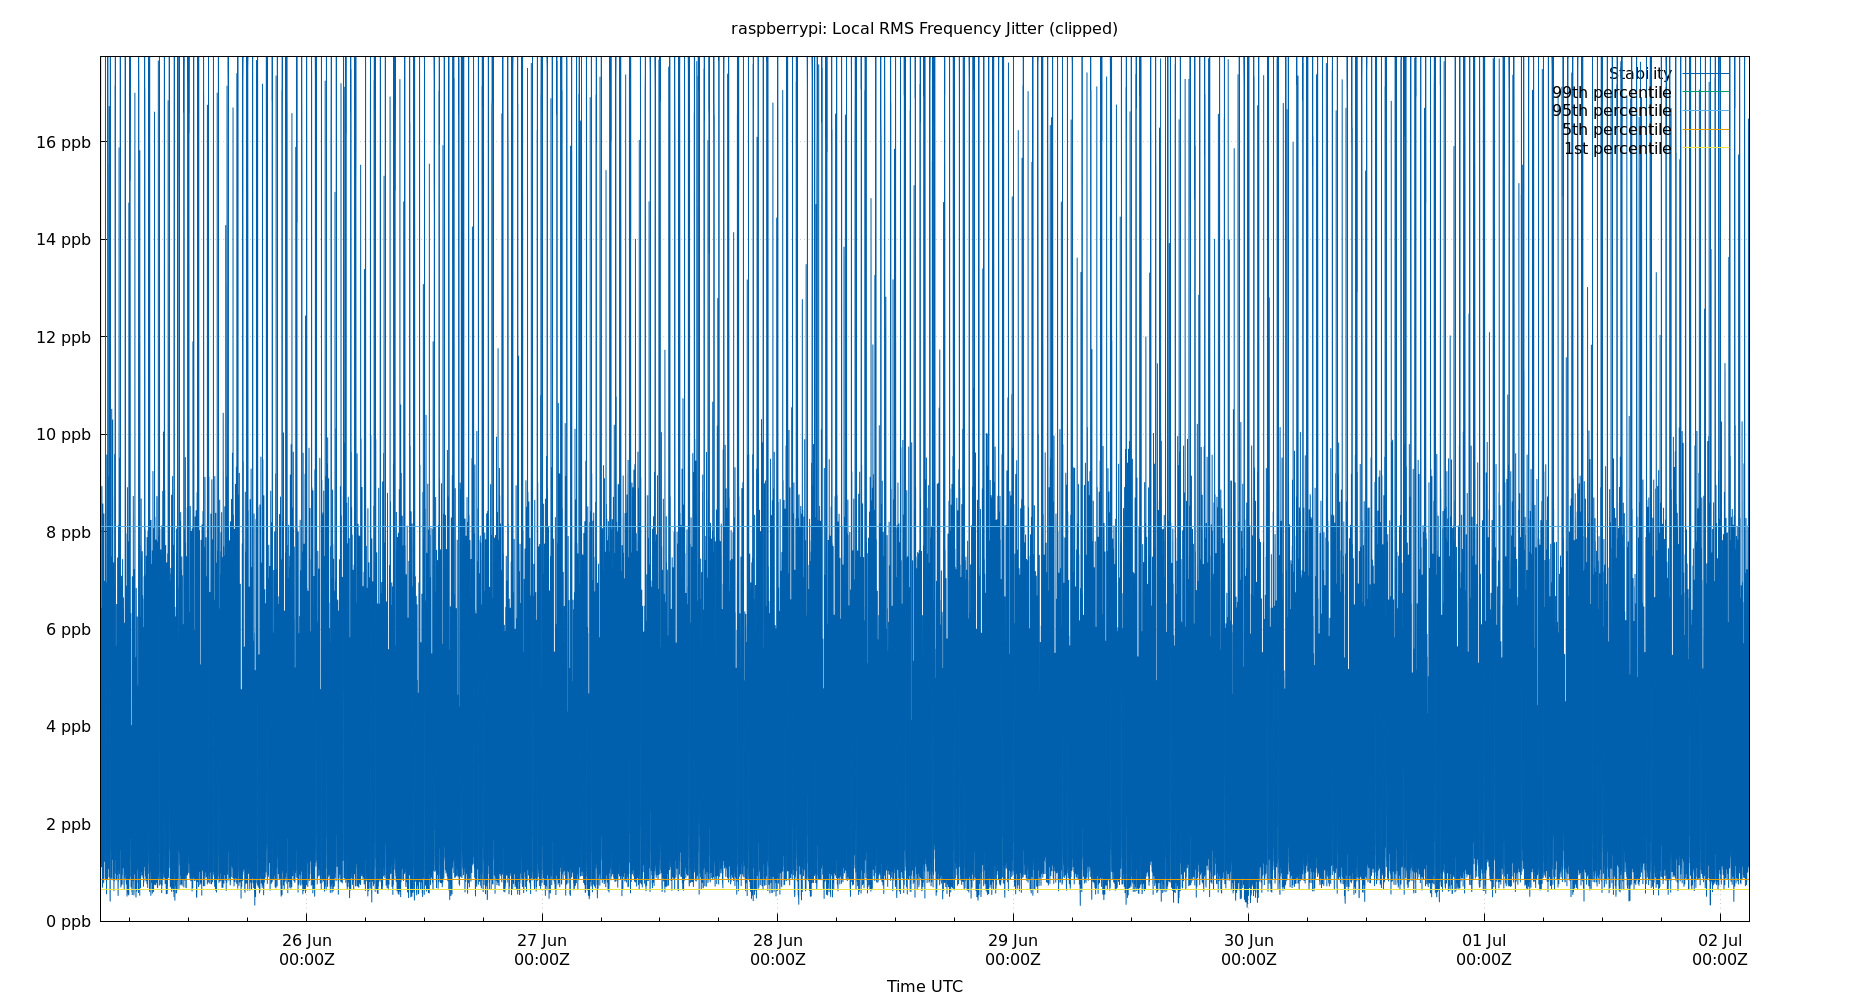 raspberrypi: Local RMS Frequency Jitter (clipped)
Stability
99th percentile
95th percentile
5th percentile
1st percentile
16 ppb
14 ppb
12 ppb
10 ppb
8 ppb
6 ppb
4 ppb
2 ppb
0 ppb
26 Jun 27 Jun 28 Jun 29 Jun 30 Jun 01 Jul 02 Jul
00:00Z 00:00Z 00:00Z 00:00Z 00:00Z 00:00Z 00:00Z
Time UTC